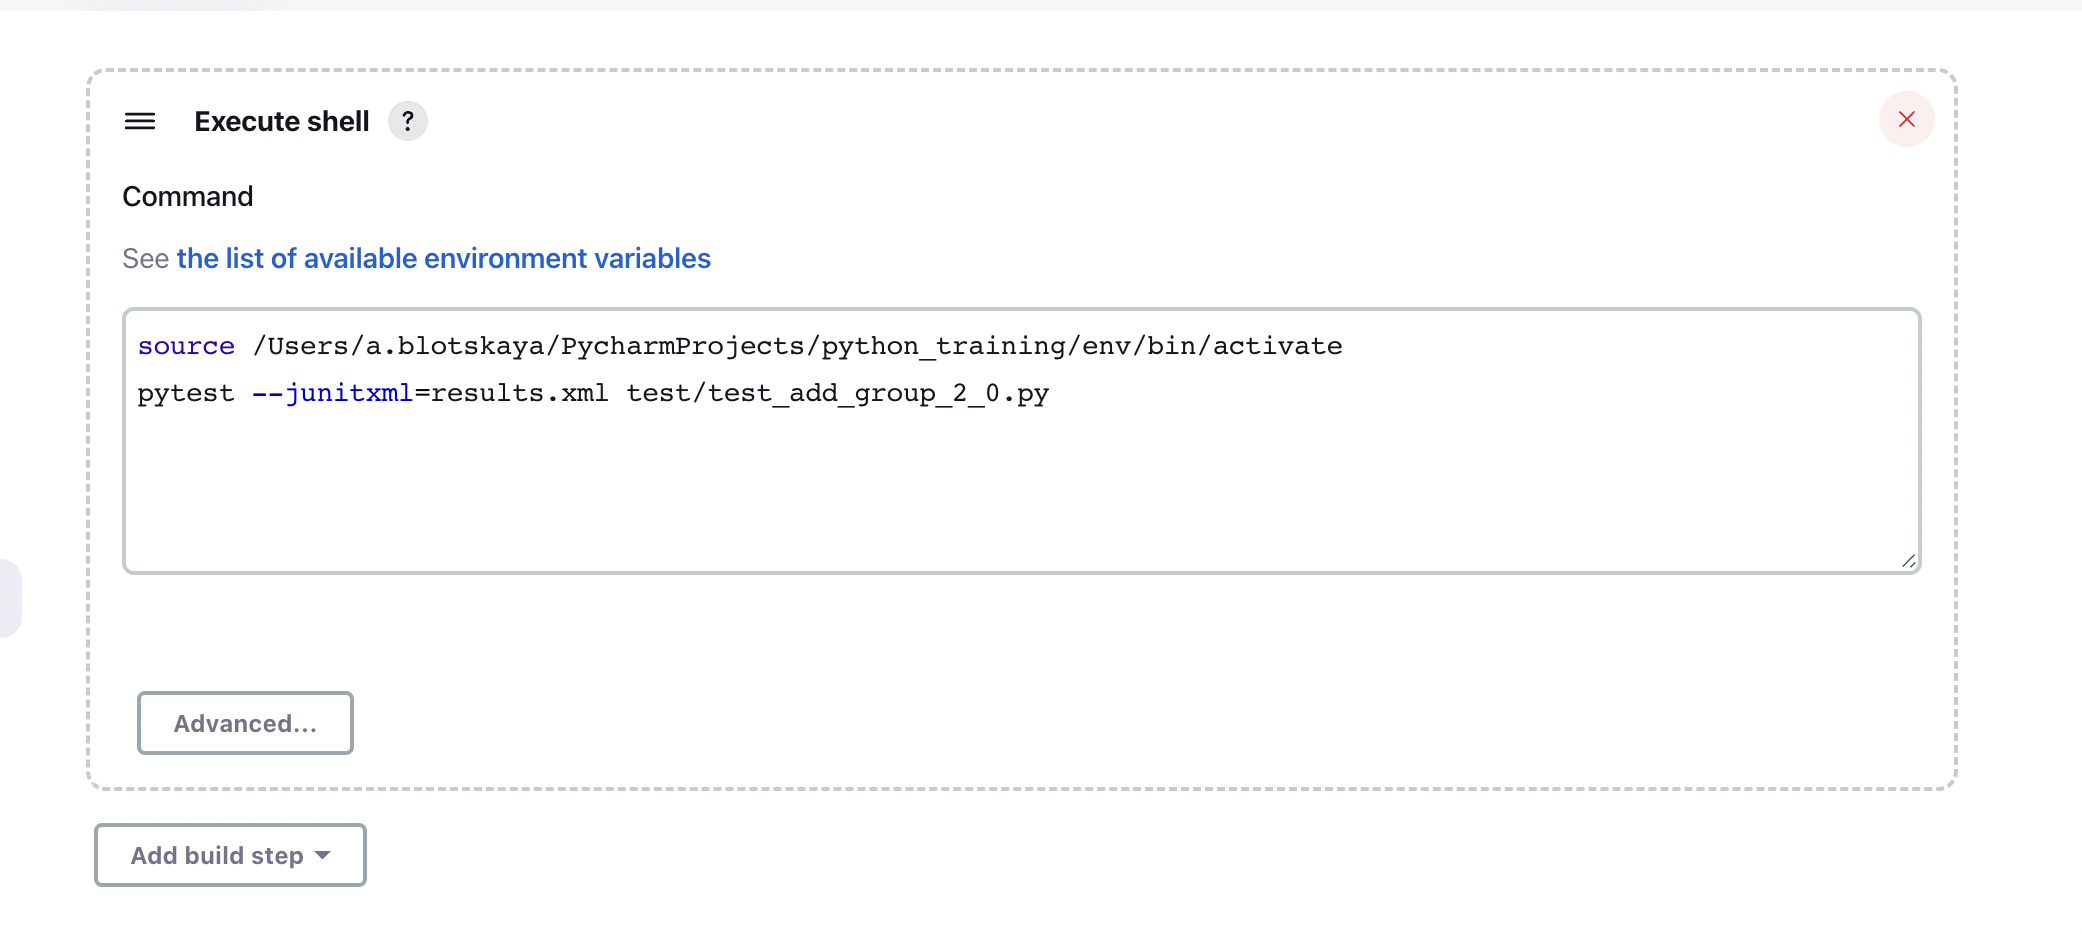 Execute shell ?
Command
See the list of available environment variables
source /Users/a.blotskaya/PycharmProjects/python_training/env/bin/activate
pytest --junitxml=results.xml test/test_add_group_2_0.py
Advanced...
Add build step